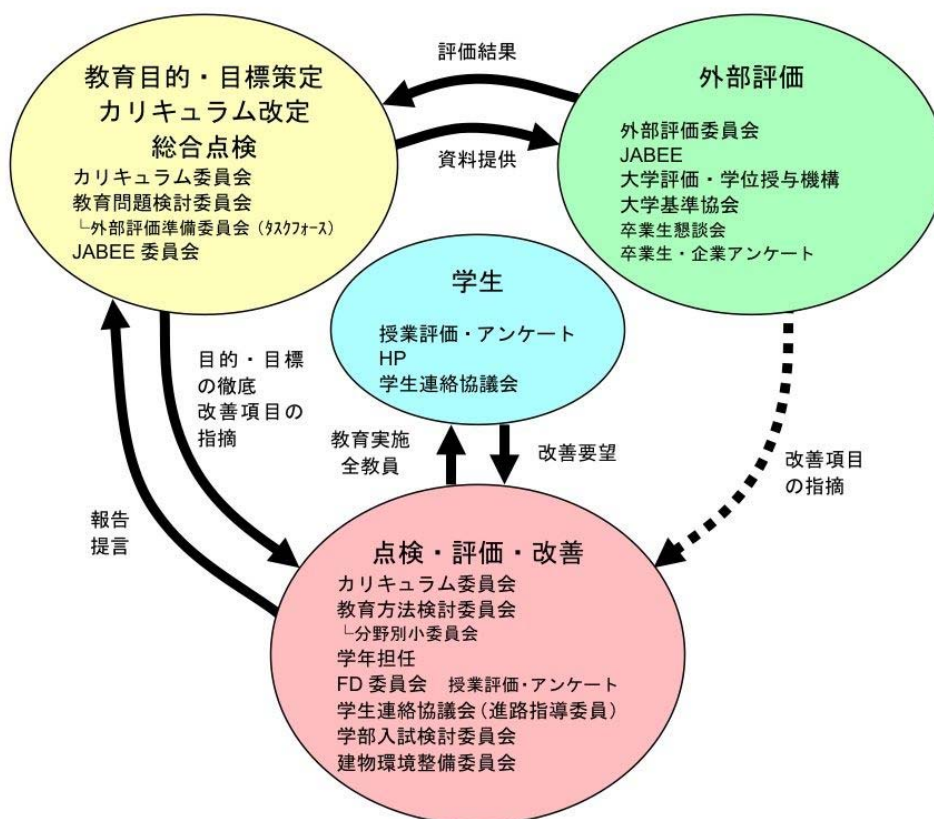 教育目的・目標策定
カリキュラム改定
総合点検
カリキュラム委員会
教育問題検討委員会
└外部評価準備委員会（ﾀｽｸﾌｫｰｽ）
JABEE 委員会
評価結果
資料提供
外部評価
外部評価委員会
JABEE
大学評価・学位授与機構
大学基準協会
卒業生懇談会
卒業生・企業アンケート
学生
授業評価・アンケート
HP
学生連絡協議会
目的・目標
の徹底
改善項目の
指摘
教育実施
全教員
改善要望
改善項目
の指摘
報告
提言
点検・評価・改善
カリキュラム委員会
教育方法検討委員会
└分野別小委員会
学年担任
FD 委員会　授業評価・アンケート
学生連絡協議会（進路指導委員）
学部入試検討委員会
建物環境整備委員会